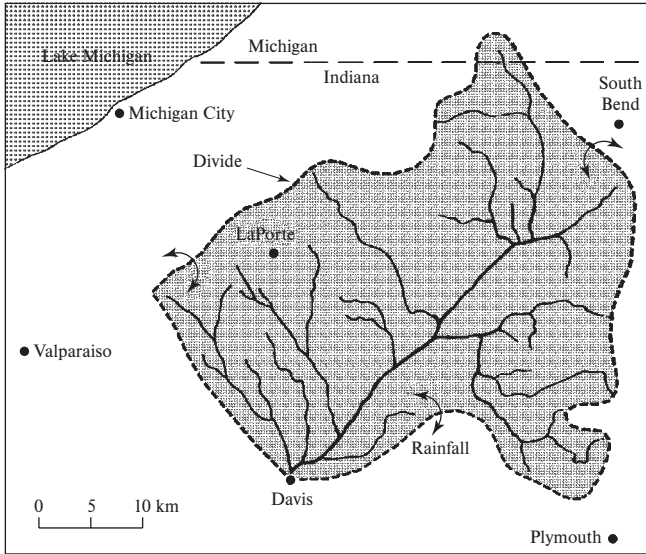 Lake Michigan
Michigan
Indiana
South
Bend
Michigan City
Divide
LaPorte
Valparaiso
Rainfall
Davis
0 5 10 km
Plymouth